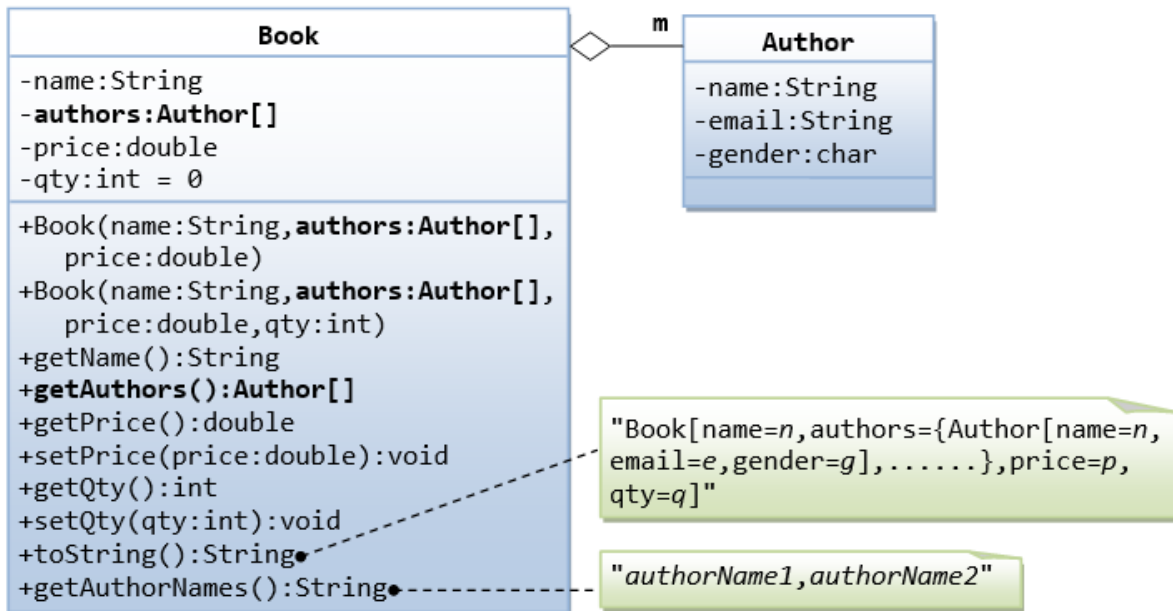 Book
-name:String
-authors:Author[]
-price:double
-qty:int = 0
+Book(name:String,authors:Author[],
price:double)
+Book(name:String,authors:Author[],
price:double,qty:int)
+getName():String
+getAuthors():Author[]
+getPrice():double
+setPrice(price:double):void
+getQty():int
+setQty(qty:int):void
+toString():String
+getAuthorNames():String
m
Author
-name:String
-email:String
-gender:char
"Book[name=n,authors={Author[name=n,
email=e,gender=g],......},price=p,
qty=q]"
"authorName1,authorName2"